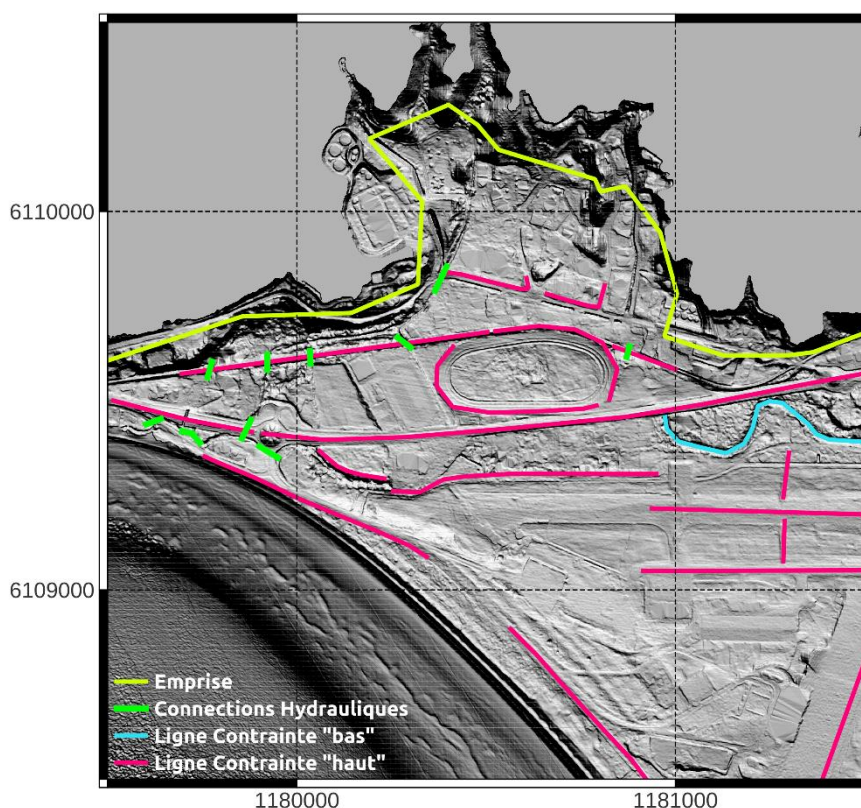 6110000
6109000
Emprise
Connections Hydrauliques
Ligne Contrainte "bas"
Ligne Contrainte "haut"
1180000
1181000